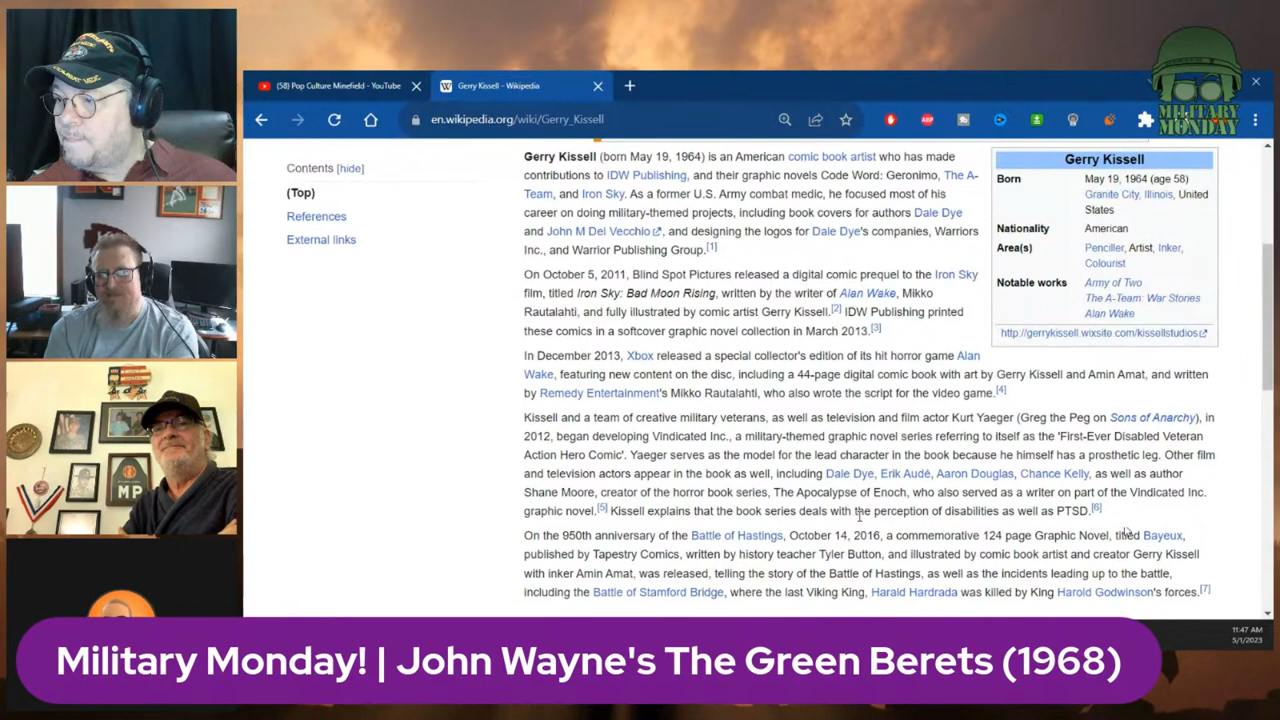 COMBAT VET
MP
MILITARY
MONDAY
(58) Pop Culture Minefield - YouTube
Gerry Kissell - Wikipedia
en.wikipedia.org/wiki/Gerry_Kissell
Contents [hide]
(Top)
References
External links
Gerry Kissell (born May 19, 1964) is an American comic book artist who has made
contributions to IDW Publishing, and their graphic novels Code Word: Geronimo, The A-
Team, and Iron Sky. As a former U.S. Army combat medic, he focused most of his
career on doing military-themed projects, including book covers for authors Dale Dye
and John M Del Vecchio, and designing the logos for Dale Dye's companies, Warriors
Inc., and Warrior Publishing Group.[1]
On October 5, 2011, Blind Spot Pictures released a digital comic prequel to the Iron Sky
film, titled Iron Sky: Bad Moon Rising, written by the writer of Alan Wake, Mikko
Rautalahti, and fully illustrated by comic artist Gerry Kissell.[2] IDW Publishing printed
these comics in a softcover graphic novel collection in March 2013.[3]
In December 2013, Xbox released a special collector's edition of its hit horror game Alan
Wake, featuring new content on the disc, including a 44-page digital comic book with art by Gerry Kissell and Amin Amat, and written
by Remedy Entertainment's Mikko Rautalahti, who also wrote the script for the video game.[4]
Kissell and a team of creative military veterans, as well as television and film actor Kurt Yaeger (Greg the Peg on Sons of Anarchy), in
2012, began developing Vindicated Inc., a military-themed graphic novel series referring to itself as the 'First-Ever Disabled Veteran
Action Hero Comic'. Yaeger serves as the model for the lead character in the book because he himself has a prosthetic leg. Other film
and television actors appear in the book as well, including Dale Dye, Erik Audé, Aaron Douglas, Chance Kelly, as well as author
Shane Moore, creator of the horror book series, The Apocalypse of Enoch, who also served as a writer on part of the Vindicated Inc.
graphic novel.[5] Kissell explains that the book series deals with the perception of disabilities as well as PTSD.[6]
On the 950th anniversary of the Battle of Hastings, October 14, 2016, a commemorative 124 page Graphic Novel, titled Bayeux,
published by Tapestry Comics, written by history teacher Tyler Button, and illustrated by comic book artist and creator Gerry Kissell
with inker Amin Amat, was released, telling the story of the Battle of Hastings, as well as the incidents leading up to the battle,
including the Battle of Stamford Bridge, where the last Viking King, Harald Hardrada was killed by King Harold Godwinson's forces.[7]
Gerry Kissell
Born May 19, 1964 (age 58)
Granite City, Illinois, United
States
Nationality American
Area(s) Penciller, Artist, Inker,
Colourist
Notable works Army of Two
The A-Team: War Stories
Alan Wake
http://gerrykissell.wixsite.com/kissellstudios
11:47 AM
5/1/2023
Military Monday! | John Wayne's The Green Berets (1968)